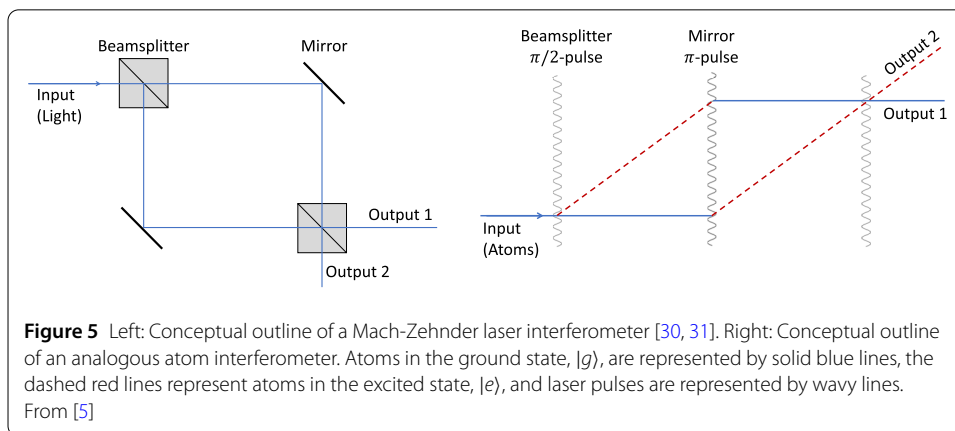 Beamsplitter
Mirror
Input
(Light)
Output 1
Output 2
Beamsplitter
π/2-pulse
Mirror
π-pulse
Output 2
Output 1
Input
(Atoms)
Figure 5 Left: Conceptual outline of a Mach-Zehnder laser interferometer [30, 31]. Right: Conceptual outline
of an analogous atom interferometer. Atoms in the ground state, |g⟩, are represented by solid blue lines, the
dashed red lines represent atoms in the excited state, |e⟩, and laser pulses are represented by wavy lines.
From [5]